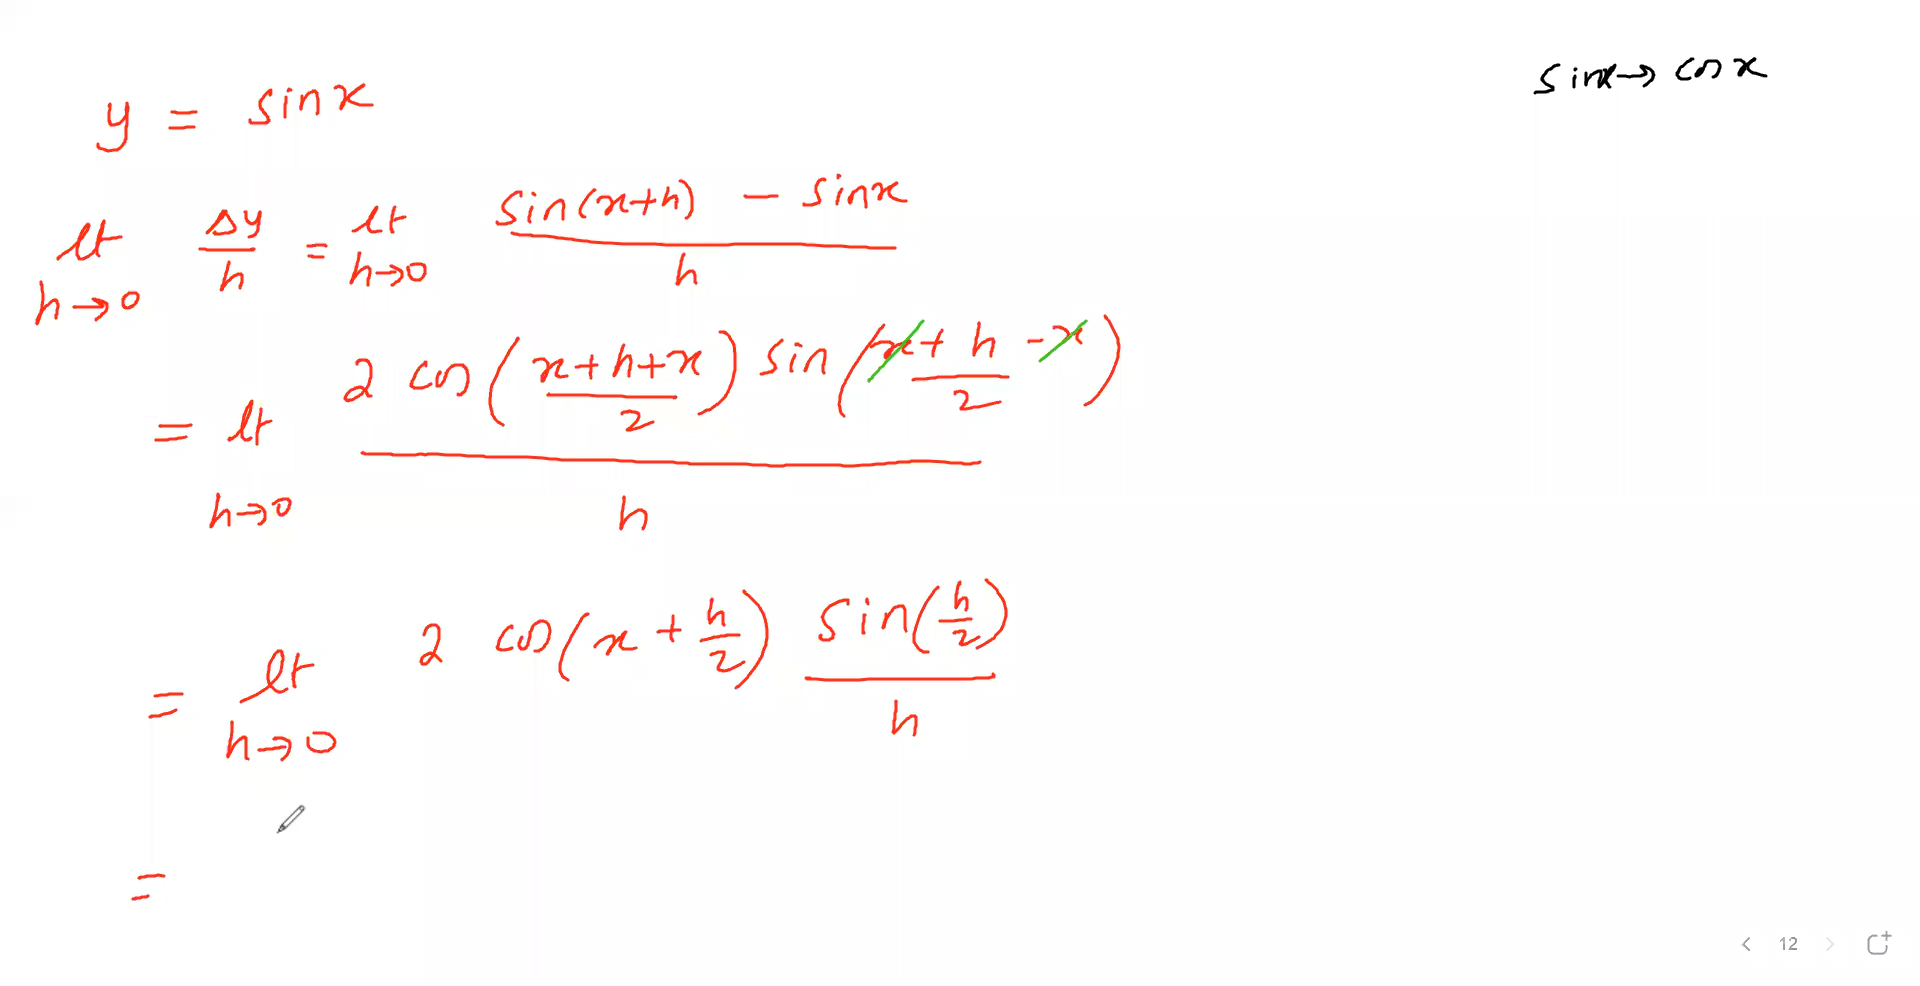 sinx → cosx
y = sinx
lt h→0 Δy/h = lt h→0 (sin(x+h) − sinx)/h
= lt h→0 (2 cos((x+h+x)/2) sin((x+h−x)/2))/h
= lt h→0 2 cos(x + h/2) sin(h/2)/h
=
12